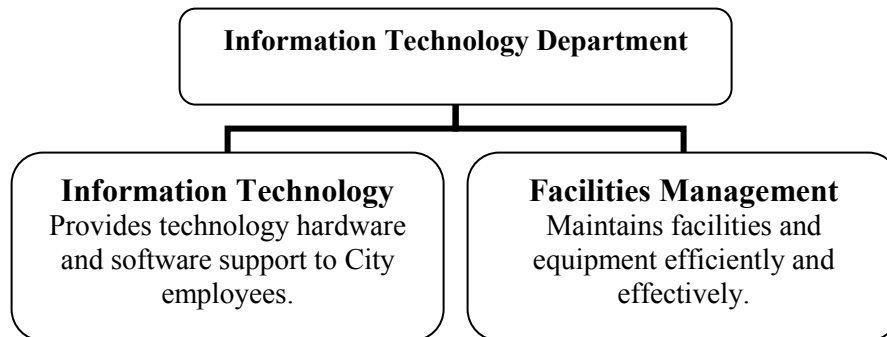 Information Technology Department
Information Technology
Provides technology hardware
and software support to City
employees.
Facilities Management
Maintains facilities and
equipment efficiently and
effectively.